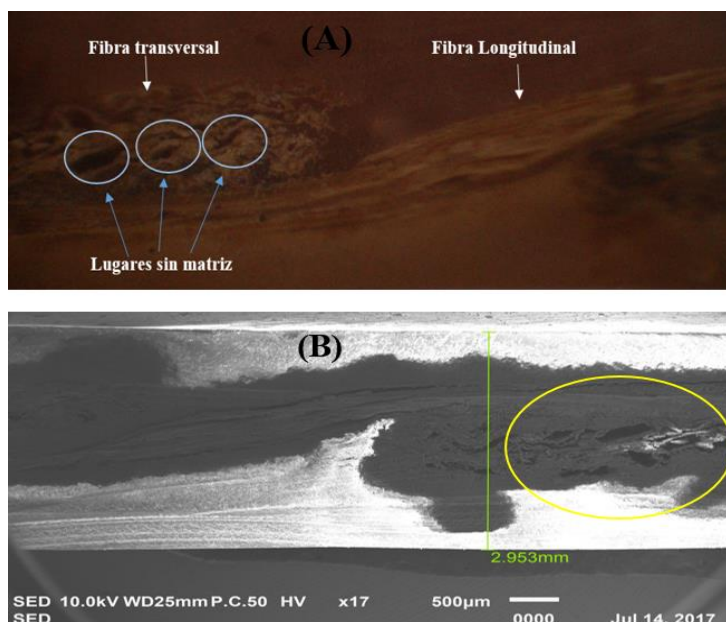 (A)
Fibra transversal
Fibra Longitudinal
Lugares sin matriz
(B)
2.953mm
SED 10.0kV WD25mm P.C.50 HV x17 500µm
SED 0000 Jul 14, 2017